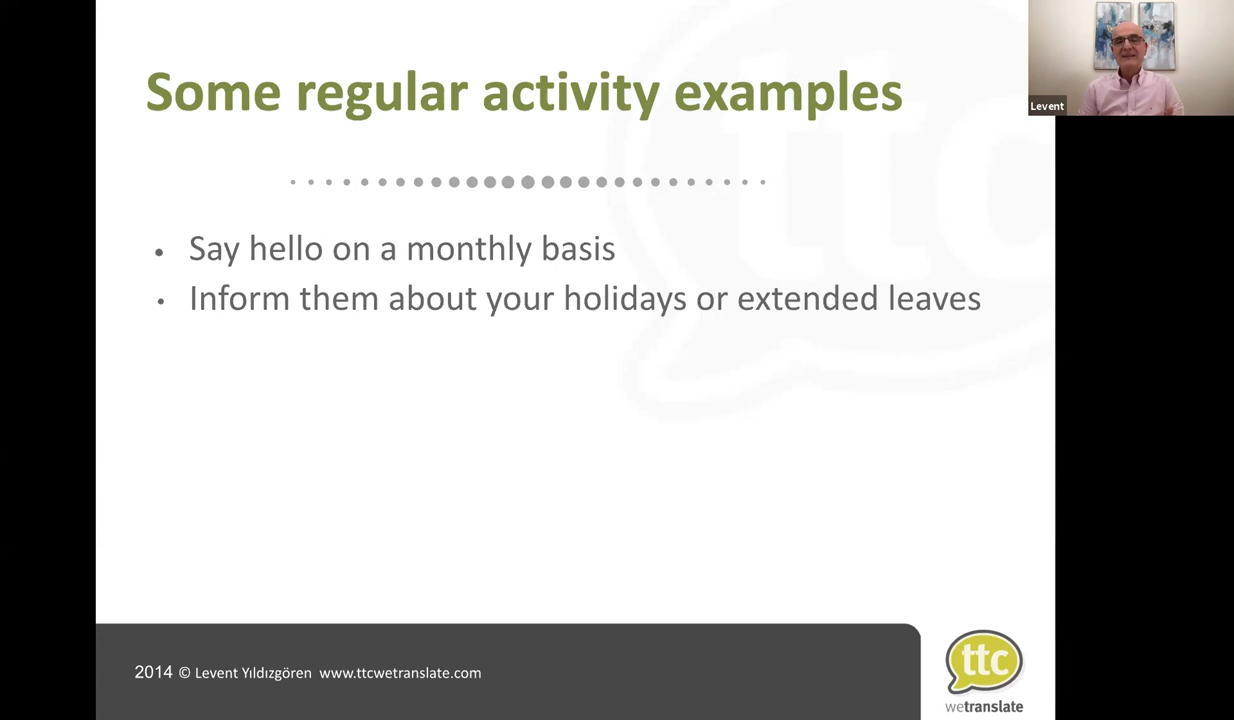 Some regular activity examples
Levent
• Say hello on a monthly basis
• Inform them about your holidays or extended leaves
2014 © Levent Yıldızgören www.ttcwetranslate.com
ttc
wetranslate
ttc